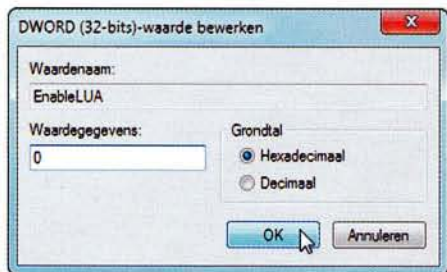 DWORD (32-bits)-waarde bewerken
Waardenaam:
EnableLUA
Waardegegevens:
0
Grondtal
Hexadecimaal
Decimaal
OK
Annuleren